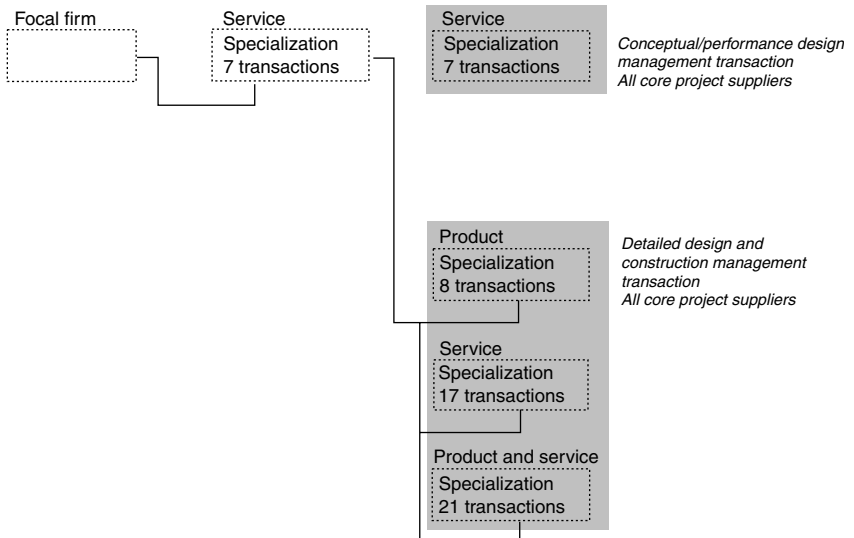 Focal firm
Service
Specialization
7 transactions
Service
Specialization
7 transactions
Conceptual/performance design
management transaction
All core project suppliers
Product
Specialization
8 transactions
Detailed design and
construction management
transaction
All core project suppliers
Service
Specialization
17 transactions
Product and service
Specialization
21 transactions